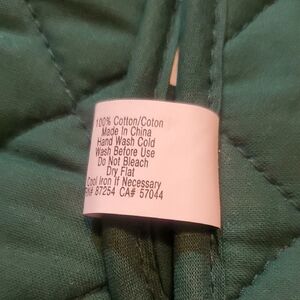 100% Cotton/Coton
Made In China
Hand Wash Cold
Wash Before Use
Do Not Bleach
Dry Flat
Cool Iron If Necessary
RN# 87254 CA# 57044